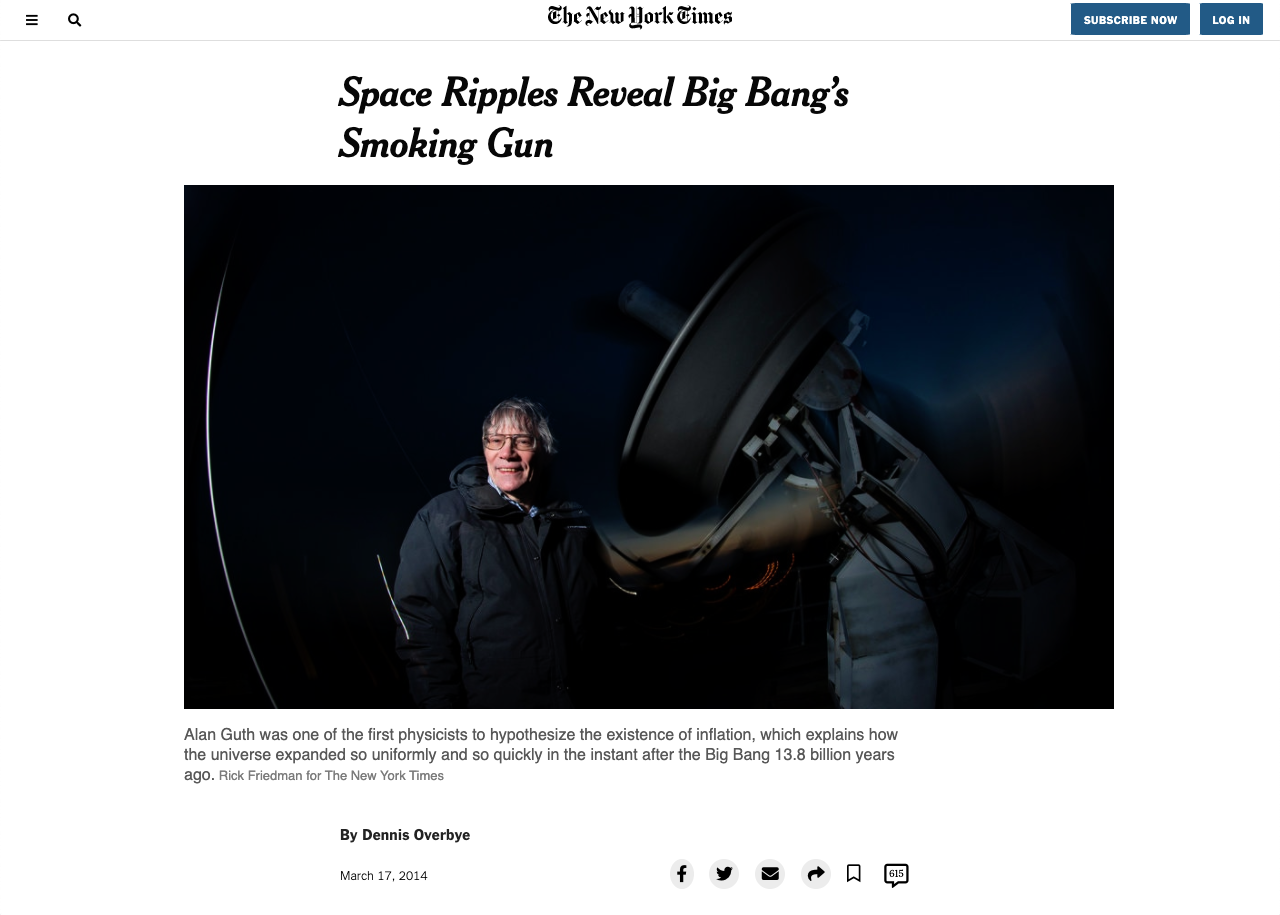 The New York Times
SUBSCRIBE NOW
LOG IN
Space Ripples Reveal Big Bang’s
Smoking Gun
Alan Guth was one of the first physicists to hypothesize the existence of inflation, which explains how
the universe expanded so uniformly and so quickly in the instant after the Big Bang 13.8 billion years
ago. Rick Friedman for The New York Times
By Dennis Overbye
March 17, 2014
615